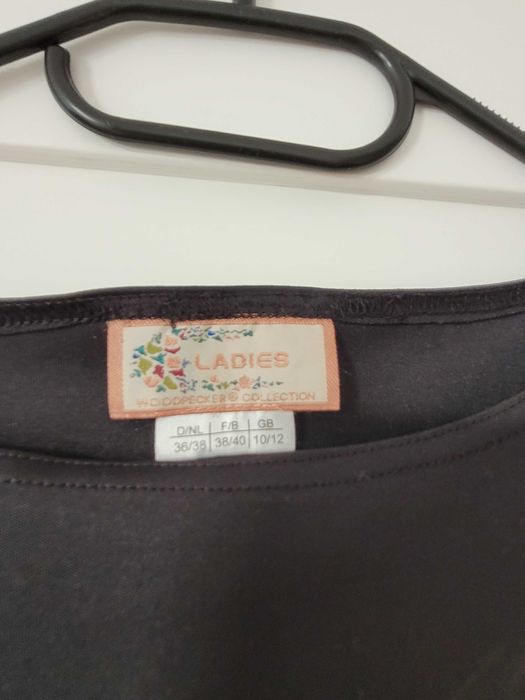 LADIES
WOODPECKER® COLLECTION
D/NL F/B GB
36/38 38/40 10/12